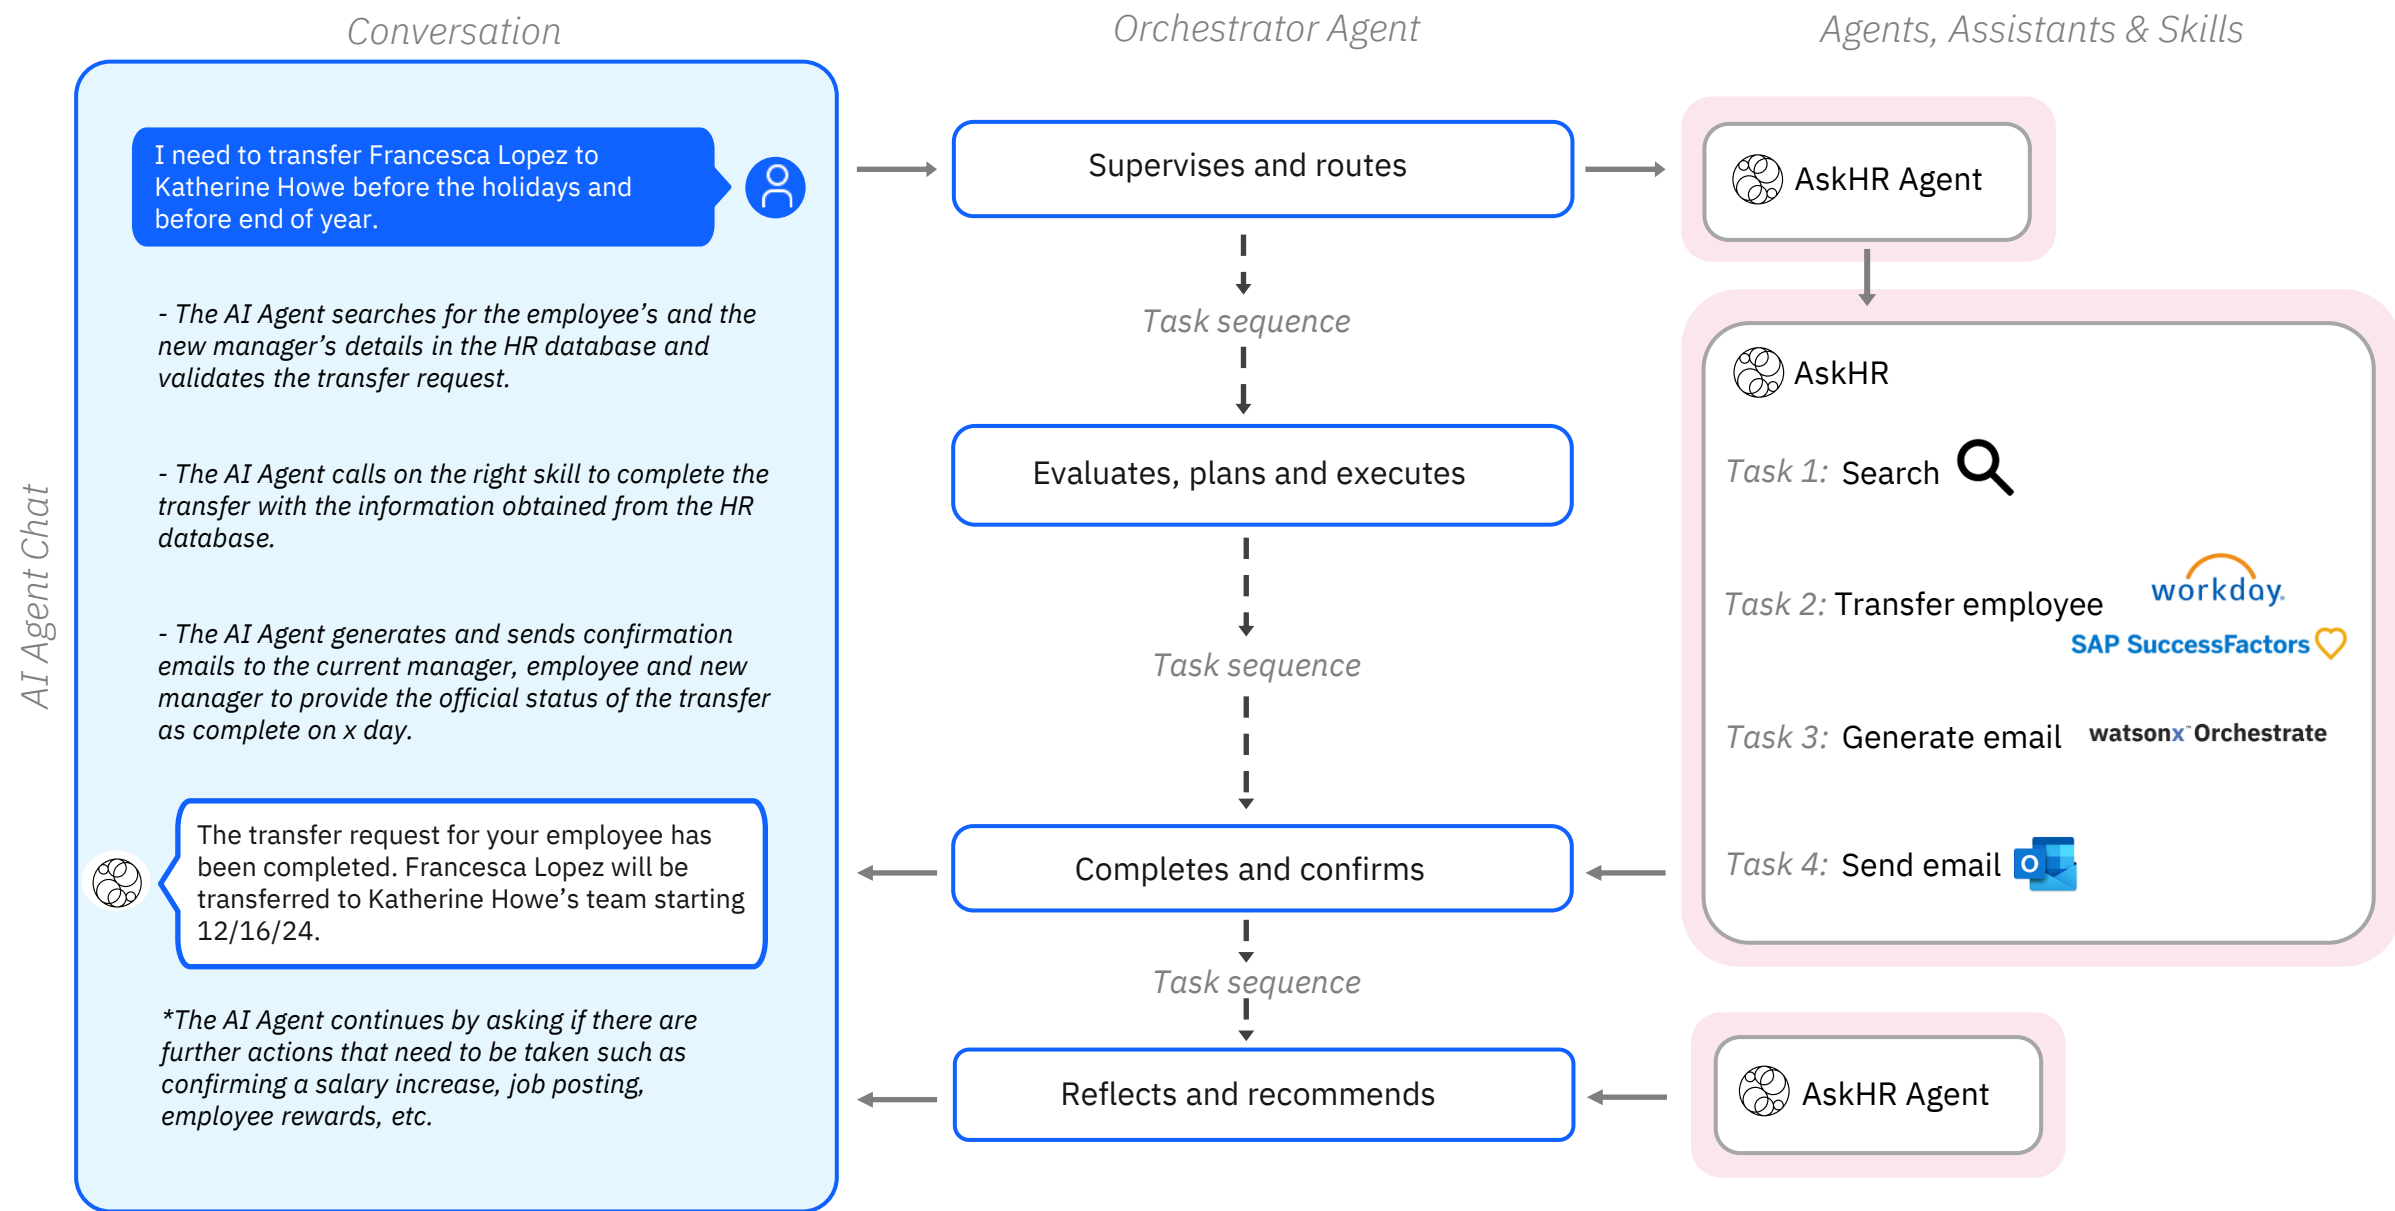 Conversation
Orchestrator Agent
Agents, Assistants & Skills
AI Agent Chat
I need to transfer Francesca Lopez to
Katherine Howe before the holidays and
before end of year.
- The AI Agent searches for the employee’s and the
new manager’s details in the HR database and
validates the transfer request.
- The AI Agent calls on the right skill to complete the
transfer with the information obtained from the HR
database.
- The AI Agent generates and sends confirmation
emails to the current manager, employee and new
manager to provide the official status of the transfer
as complete on x day.
The transfer request for your employee has
been completed. Francesca Lopez will be
transferred to Katherine Howe’s team starting
12/16/24.
*The AI Agent continues by asking if there are
further actions that need to be taken such as
confirming a salary increase, job posting,
employee rewards, etc.
Supervises and routes
Task sequence
Evaluates, plans and executes
Task sequence
Completes and confirms
Task sequence
Reflects and recommends
AskHR Agent
AskHR
Task 1: Search
Task 2: Transfer employee
workday.
SAP SuccessFactors
Task 3: Generate email watsonx™ Orchestrate
Task 4: Send email
O
AskHR Agent